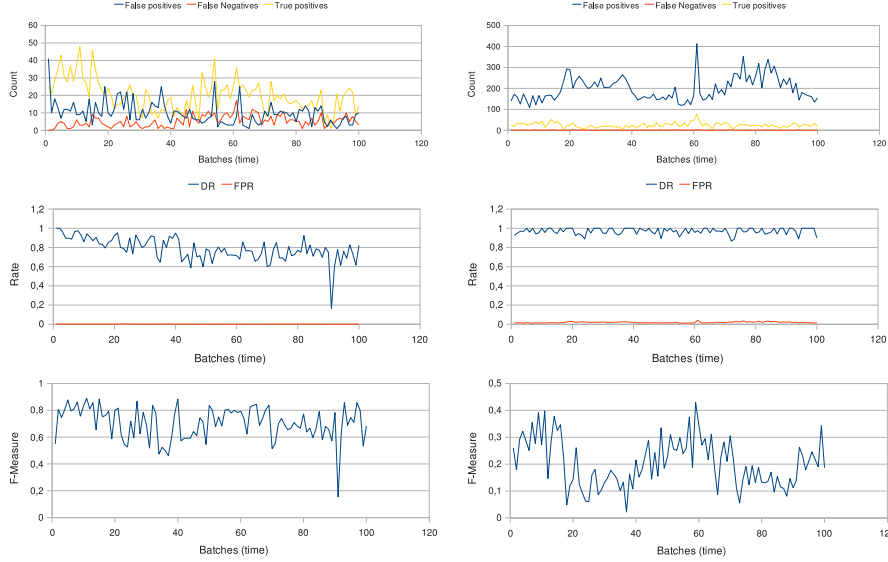 False positives False Negatives True positives
60
50
40
30
20
10
0
0 20 40 60 80 100 120
Count
Batches (time)
False positives False Negatives True positives
500
400
300
200
100
0
0 20 40 60 80 100 120
Count
Batches (time)
DR FPR
1,2
1
0,8
0,6
0,4
0,2
0
0 20 40 60 80 100 120
Rate
Batches (time)
DR FPR
1,2
1
0,8
0,6
0,4
0,2
0
0 20 40 60 80 100 120
Rate
Batches (time)
1
0,8
0,6
0,4
0,2
0
0 20 40 60 80 100 120
F-Measure
Batches (time)
0,5
0,4
0,3
0,2
0,1
0
0 20 40 60 80 100 120
F-Measure
Batches (time)